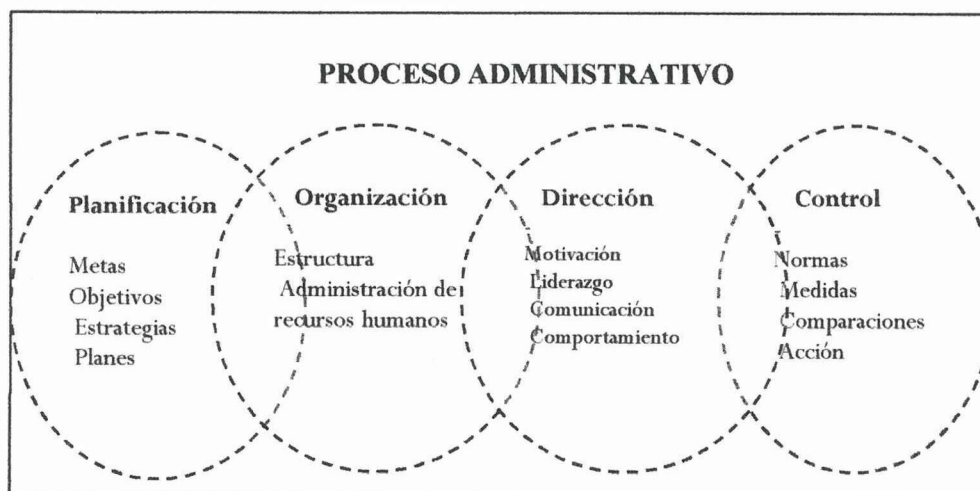 PROCESO ADMINISTRATIVO
Planificación
Metas
Objetivos
Estrategias
Planes
Organización
Estructura
Administración de
recursos humanos
Dirección
Motivación
Liderazgo
Comunicación
Comportamiento
Control
Normas
Medidas
Comparaciones
Acción